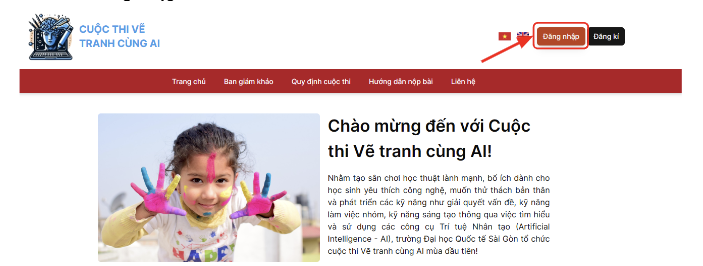 CUỘC THI VẼ
TRANH CÙNG AI
Đăng nhập
Đăng kí
Trang chủ
Ban giám khảo
Quy định cuộc thi
Hướng dẫn nộp bài
Liên hệ
Chào mừng đến với Cuộc
thi Vẽ tranh cùng AI!
Nhằm tạo sân chơi học thuật lành mạnh, bổ ích dành cho
học sinh yêu thích công nghệ, muốn thử thách bản thân
và phát triển các kỹ năng như giải quyết vấn đề, kỹ năng
làm việc nhóm, kỹ năng sáng tạo thông qua việc tìm hiểu
và sử dụng các công cụ Trí tuệ Nhân tạo (Artificial
Intelligence - AI), trường Đại học Quốc tế Sài Gòn tổ chức
cuộc thi Vẽ tranh cùng AI mùa đầu tiên!